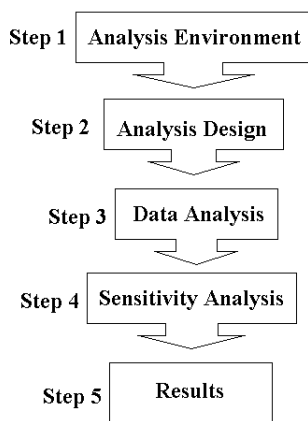 Step 1 Analysis Environment
Step 2 Analysis Design
Step 3 Data Analysis
Step 4 Sensitivity Analysis
Step 5 Results